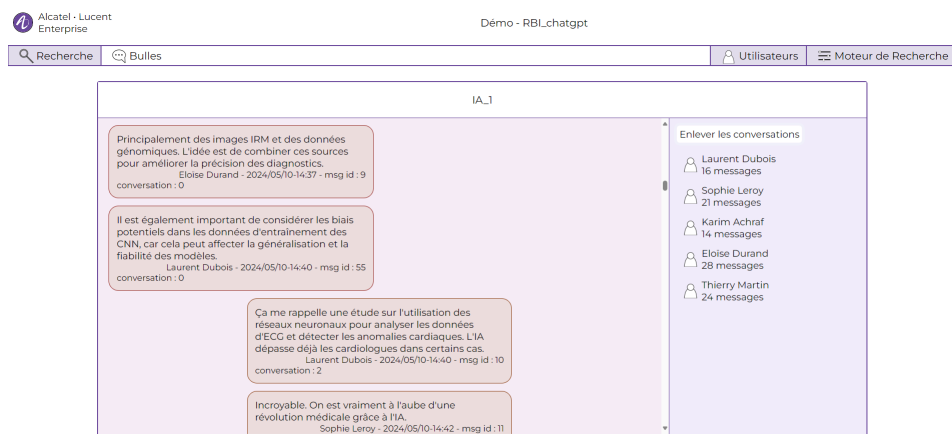 Alcatel · Lucent
Enterprise
Démo - RBI_chatgpt
Recherche
Bulles
Utilisateurs
Moteur de Recherche
IA_1
Principalement des images IRM et des données
génomiques. L'idée est de combiner ces sources
pour améliorer la précision des diagnostics.
Eloise Durand - 2024/05/10-14:37 - msg id : 9
conversation : 0
Il est également important de considérer les biais
potentiels dans les données d'entraînement des
CNN, car cela peut affecter la généralisation et la
fiabilité des modèles.
Laurent Dubois - 2024/05/10-14:40 - msg id : 55
conversation : 0
Ça me rappelle une étude sur l'utilisation des
réseaux neuronaux pour analyser les données
d'ECG et détecter les anomalies cardiaques. L'IA
dépasse déjà les cardiologues dans certains cas.
Laurent Dubois - 2024/05/10-14:40 - msg id : 10
conversation : 2
Incroyable. On est vraiment à l'aube d'une
révolution médicale grâce à l'IA.
Sophie Leroy - 2024/05/10-14:42 - msg id : 11
Enlever les conversations
Laurent Dubois
16 messages
Sophie Leroy
21 messages
Karim Achraf
14 messages
Eloise Durand
28 messages
Thierry Martin
24 messages